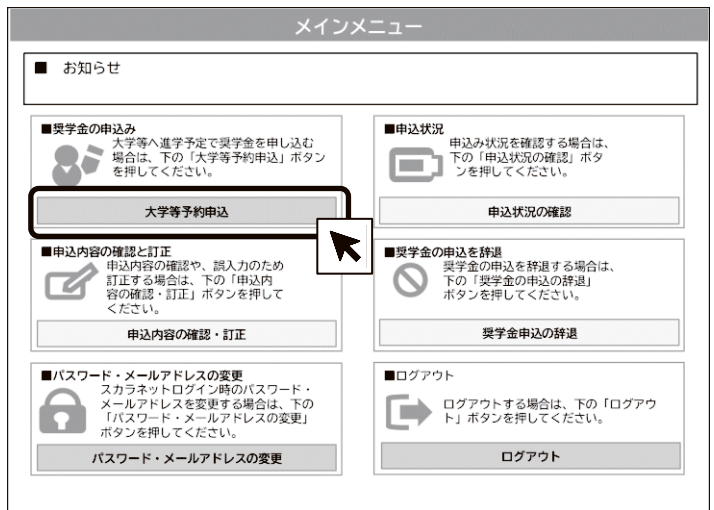 メインメニュー
■ お知らせ
■奨学金の申込み
大学等へ進学予定で奨学金を申し込む
場合は、下の「大学等予約申込」ボタン
を押してください。
大学等予約申込
■申込状況
申込み状況を確認する場合は、
下の「申込状況の確認」ボタ
ンを押してください。
申込状況の確認
■申込内容の確認と訂正
申込内容の確認や、誤入力のため
訂正する場合は、下の「申込内
容の確認・訂正」ボタンを押して
ください。
申込内容の確認・訂正
■奨学金の申込を辞退
奨学金の申込を辞退する場合は、
下の「奨学金の申込の辞退」
ボタンを押してください。
奨学金申込の辞退
■パスワード・メールアドレスの変更
スカラネットログイン時のパスワード・
メールアドレスを変更する場合は、下の
「パスワード・メールアドレスの変更」
ボタンを押してください。
パスワード・メールアドレスの変更
■ログアウト
ログアウトする場合は、下の「ログアウ
ト」ボタンを押してください。
ログアウト